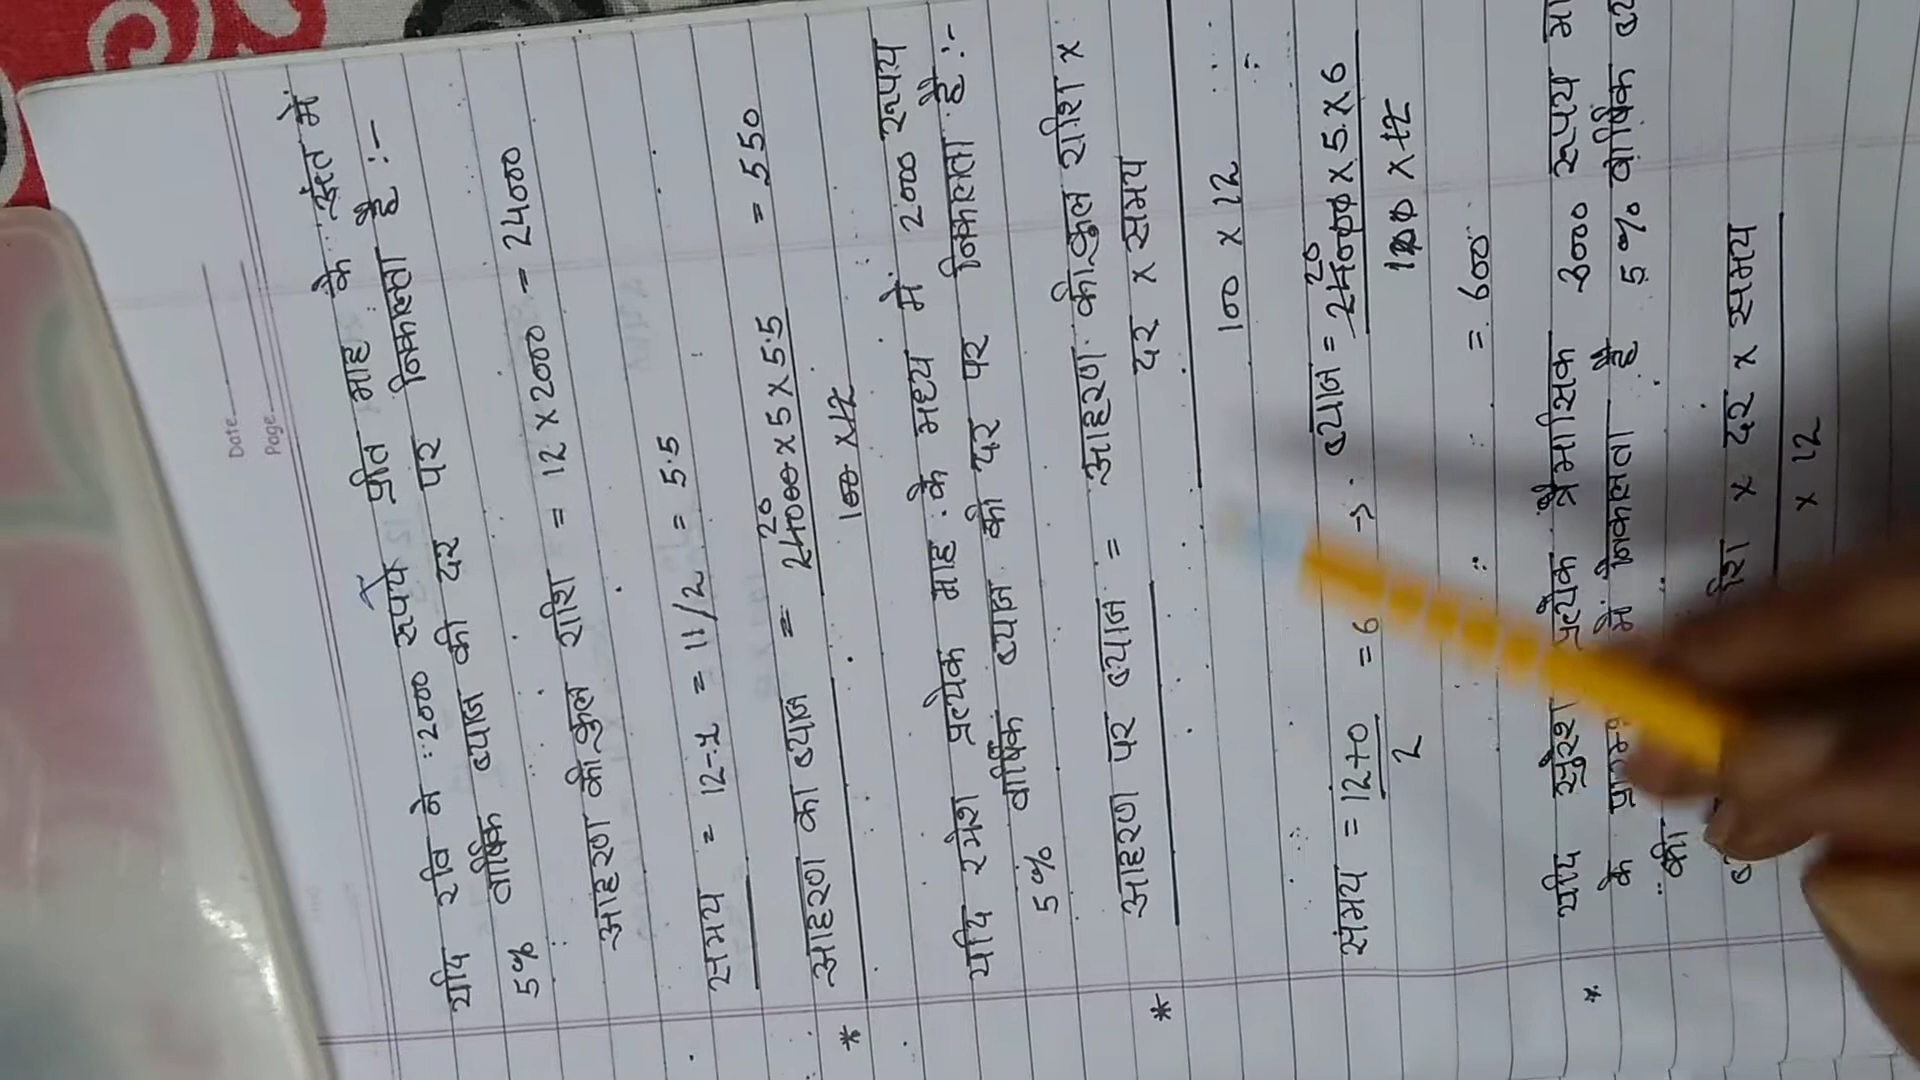 Date
Page
यदि रवि ने 2000 रूपये प्रति माह के अंत में
5% वार्षिक ब्याज की दर पर निकालता है :-
आहरण की कुल राशि = 12 x 2000 = 24000
समय = 12-1 = 11/2 = 5.5
आहरण का ब्याज = 24000 x 5 x 5.5 = 550
20
100 x 12
* यदि रमेश प्रत्येक माह के मध्य में 2000 रूपय
5% वार्षिक ब्याज की दर पर निकालता है :-
* आहरण पर ब्याज = आहरण की कुल राशि x
दर x समय
100 x 12
समय = 12+0 = 6 → ब्याज = 24000 x 5 x 6
2
20
100 x 12
= 600
* यदि सुरेश प्रत्येक त्रैमासिक 3000 रूपय
के में निकालता है 5% वार्षिक
की
x दर x समय
x 12